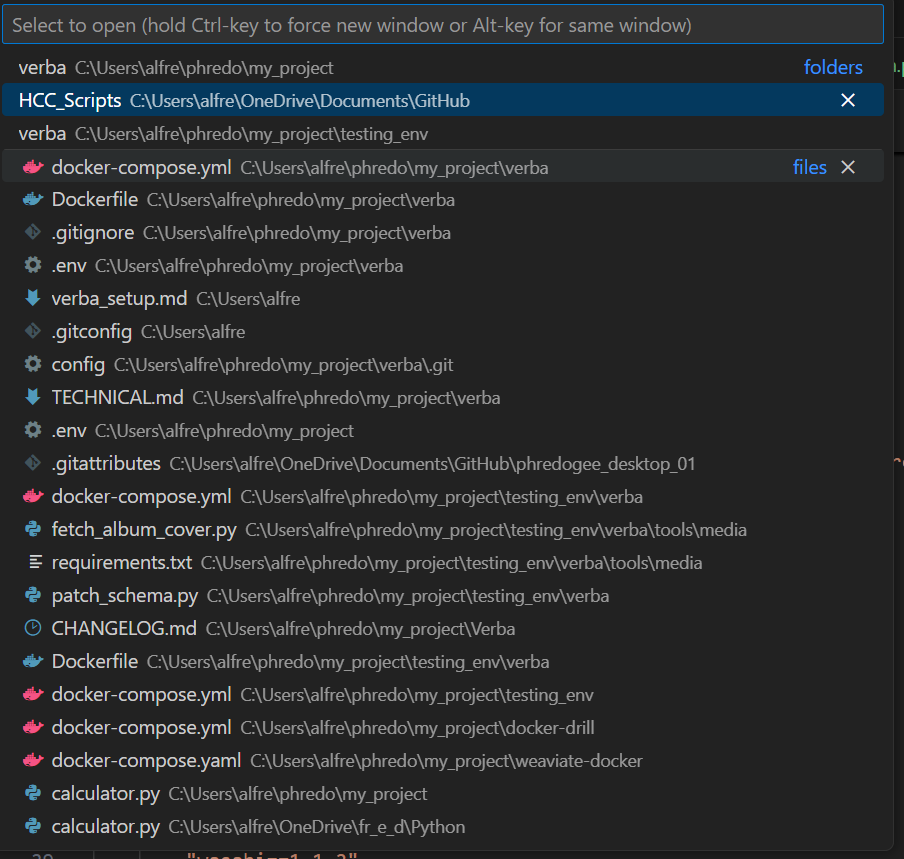 Select to open (hold Ctrl-key to force new window or Alt-key for same window)
verba C:\Users\alfre\phredo\my_project folders
HCC_Scripts C:\Users\alfre\OneDrive\Documents\GitHub
verba C:\Users\alfre\phredo\my_project\testing_env
docker-compose.yml C:\Users\alfre\phredo\my_project\verba files
Dockerfile C:\Users\alfre\phredo\my_project\verba
.gitignore C:\Users\alfre\phredo\my_project\verba
.env C:\Users\alfre\phredo\my_project\verba
verba_setup.md C:\Users\alfre
.gitconfig C:\Users\alfre
config C:\Users\alfre\phredo\my_project\verba\.git
TECHNICAL.md C:\Users\alfre\phredo\my_project\verba
.env C:\Users\alfre\phredo\my_project
.gitattributes C:\Users\alfre\OneDrive\Documents\GitHub\phredogee_desktop_01
docker-compose.yml C:\Users\alfre\phredo\my_project\testing_env\verba
fetch_album_cover.py C:\Users\alfre\phredo\my_project\testing_env\verba\tools\media
requirements.txt C:\Users\alfre\phredo\my_project\testing_env\verba\tools\media
patch_schema.py C:\Users\alfre\phredo\my_project\testing_env\verba
CHANGELOG.md C:\Users\alfre\phredo\my_project\Verba
Dockerfile C:\Users\alfre\phredo\my_project\testing_env\verba
docker-compose.yml C:\Users\alfre\phredo\my_project\testing_env
docker-compose.yml C:\Users\alfre\phredo\my_project\docker-drill
docker-compose.yaml C:\Users\alfre\phredo\my_project\weaviate-docker
calculator.py C:\Users\alfre\phredo\my_project
calculator.py C:\Users\alfre\OneDrive\fr_e_d\Python